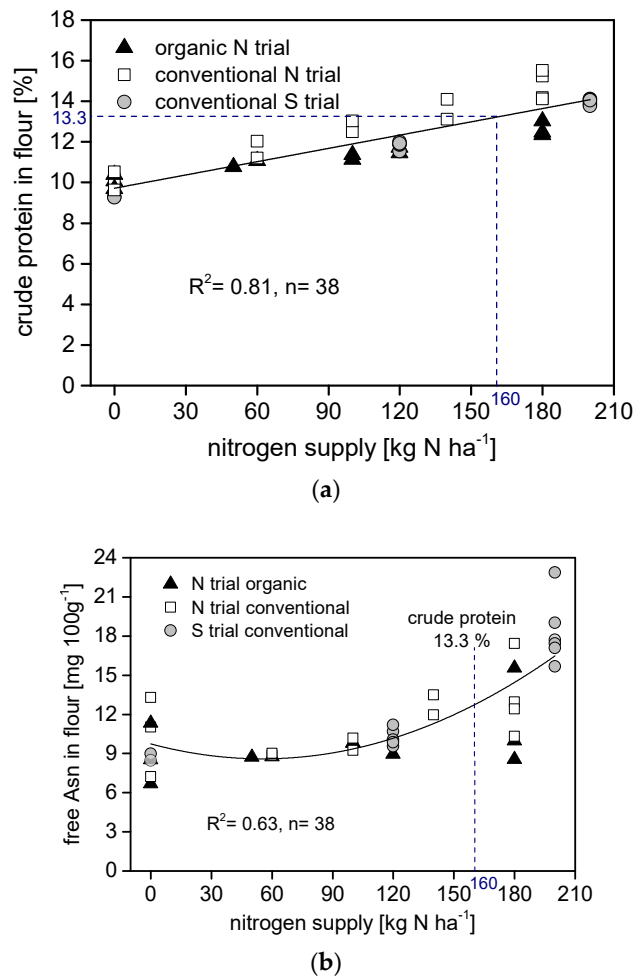 18
16
14
13.3
12
10
8
6
4
2
0
crude protein in flour [%]
organic N trial
conventional N trial
conventional S trial
R²= 0.81, n= 38
0 30 60 90 120 150 180 210
160
nitrogen supply [kg N ha⁻¹]
(a)
24
21
18
15
12
9
6
3
0
free Asn in flour [mg 100g⁻¹]
N trial organic
N trial conventional
S trial conventional
crude protein
13.3 %
R²= 0.63, n= 38
0 30 60 90 120 150 180 210
160
nitrogen supply [kg N ha⁻¹]
(b)